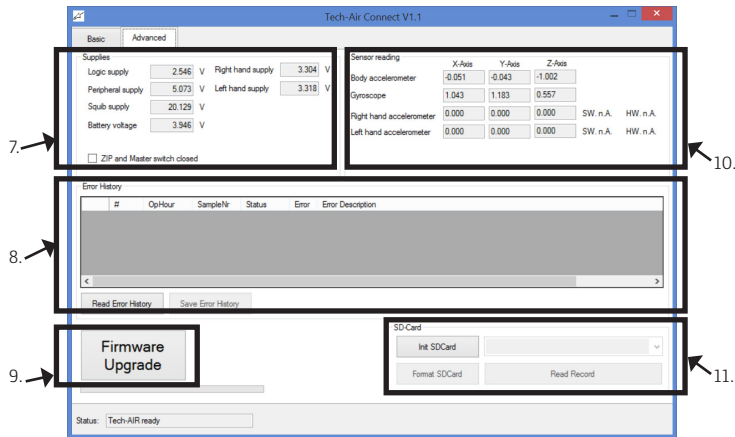 Tech-Air Connect V1.1
Basic Advanced
Supplies
Logic supply 2.546 V Right hand supply 3.304 V
Peripheral supply 5.073 V Left hand supply 3.318 V
Squib supply 20.129 V
Battery voltage 3.946 V
ZIP and Master switch closed
7.
Sensor reading
X-Axis Y-Axis Z-Axis
Body accelerometer -0.051 -0.043 -1.002
Gyroscope 1.043 1.183 0.557
Right hand accelerometer 0.000 0.000 0.000 SW. n.A. HW. n.A.
Left hand accelerometer 0.000 0.000 0.000 SW. n.A. HW. n.A.
10.
Error History
# OpHour SampleNr Status Error Error Description
8.
Read Error History Save Error History
Firmware
Upgrade
9.
SD-Card
Init SDCard
Format SDCard Read Record
11.
Status: Tech-AIR ready